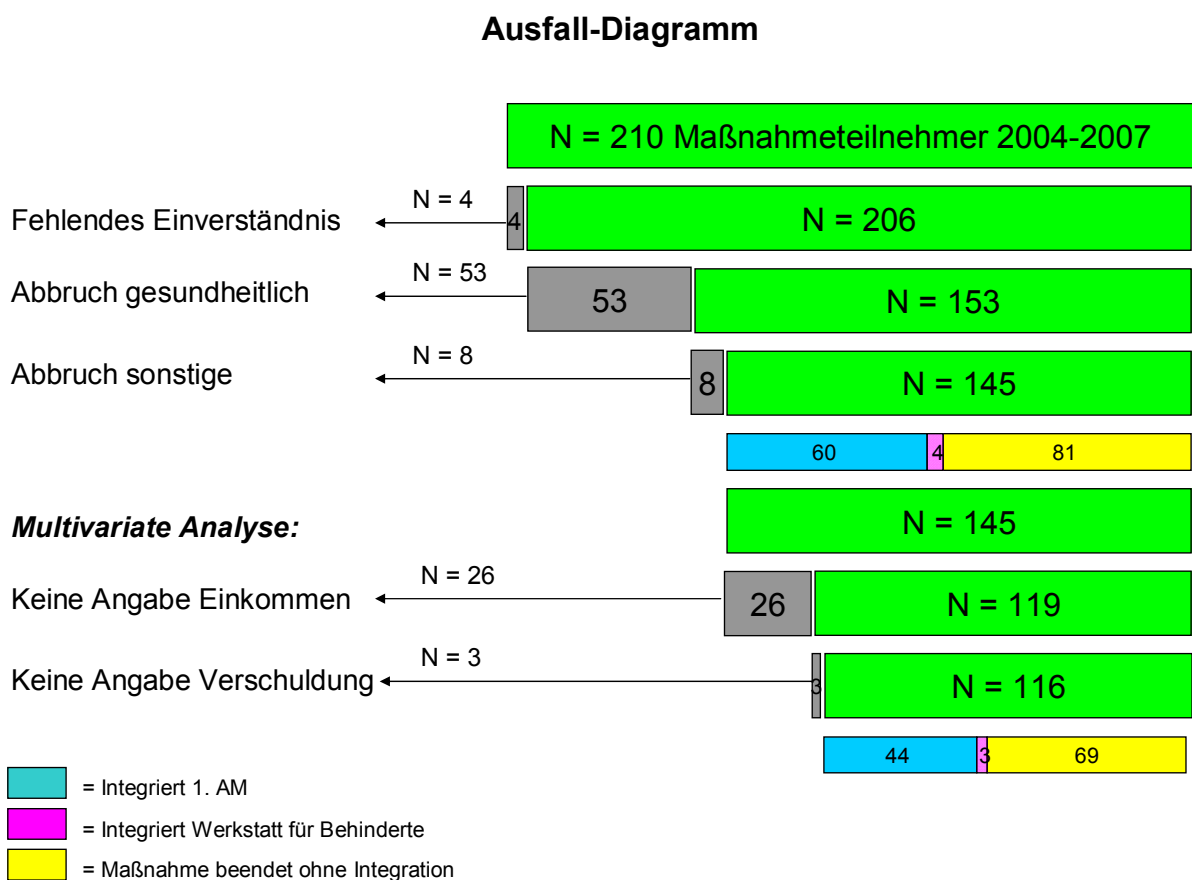 Ausfall-Diagramm
N = 210 Maßnahmeteilnehmer 2004-2007
Fehlendes Einverständnis
N = 4
4
N = 206
Abbruch gesundheitlich
N = 53
53
N = 153
Abbruch sonstige
N = 8
8
N = 145
60
4
81
Multivariate Analyse:
N = 145
Keine Angabe Einkommen
N = 26
26
N = 119
Keine Angabe Verschuldung
N = 3
3
N = 116
44
3
69
= Integriert 1. AM
= Integriert Werkstatt für Behinderte
= Maßnahme beendet ohne Integration